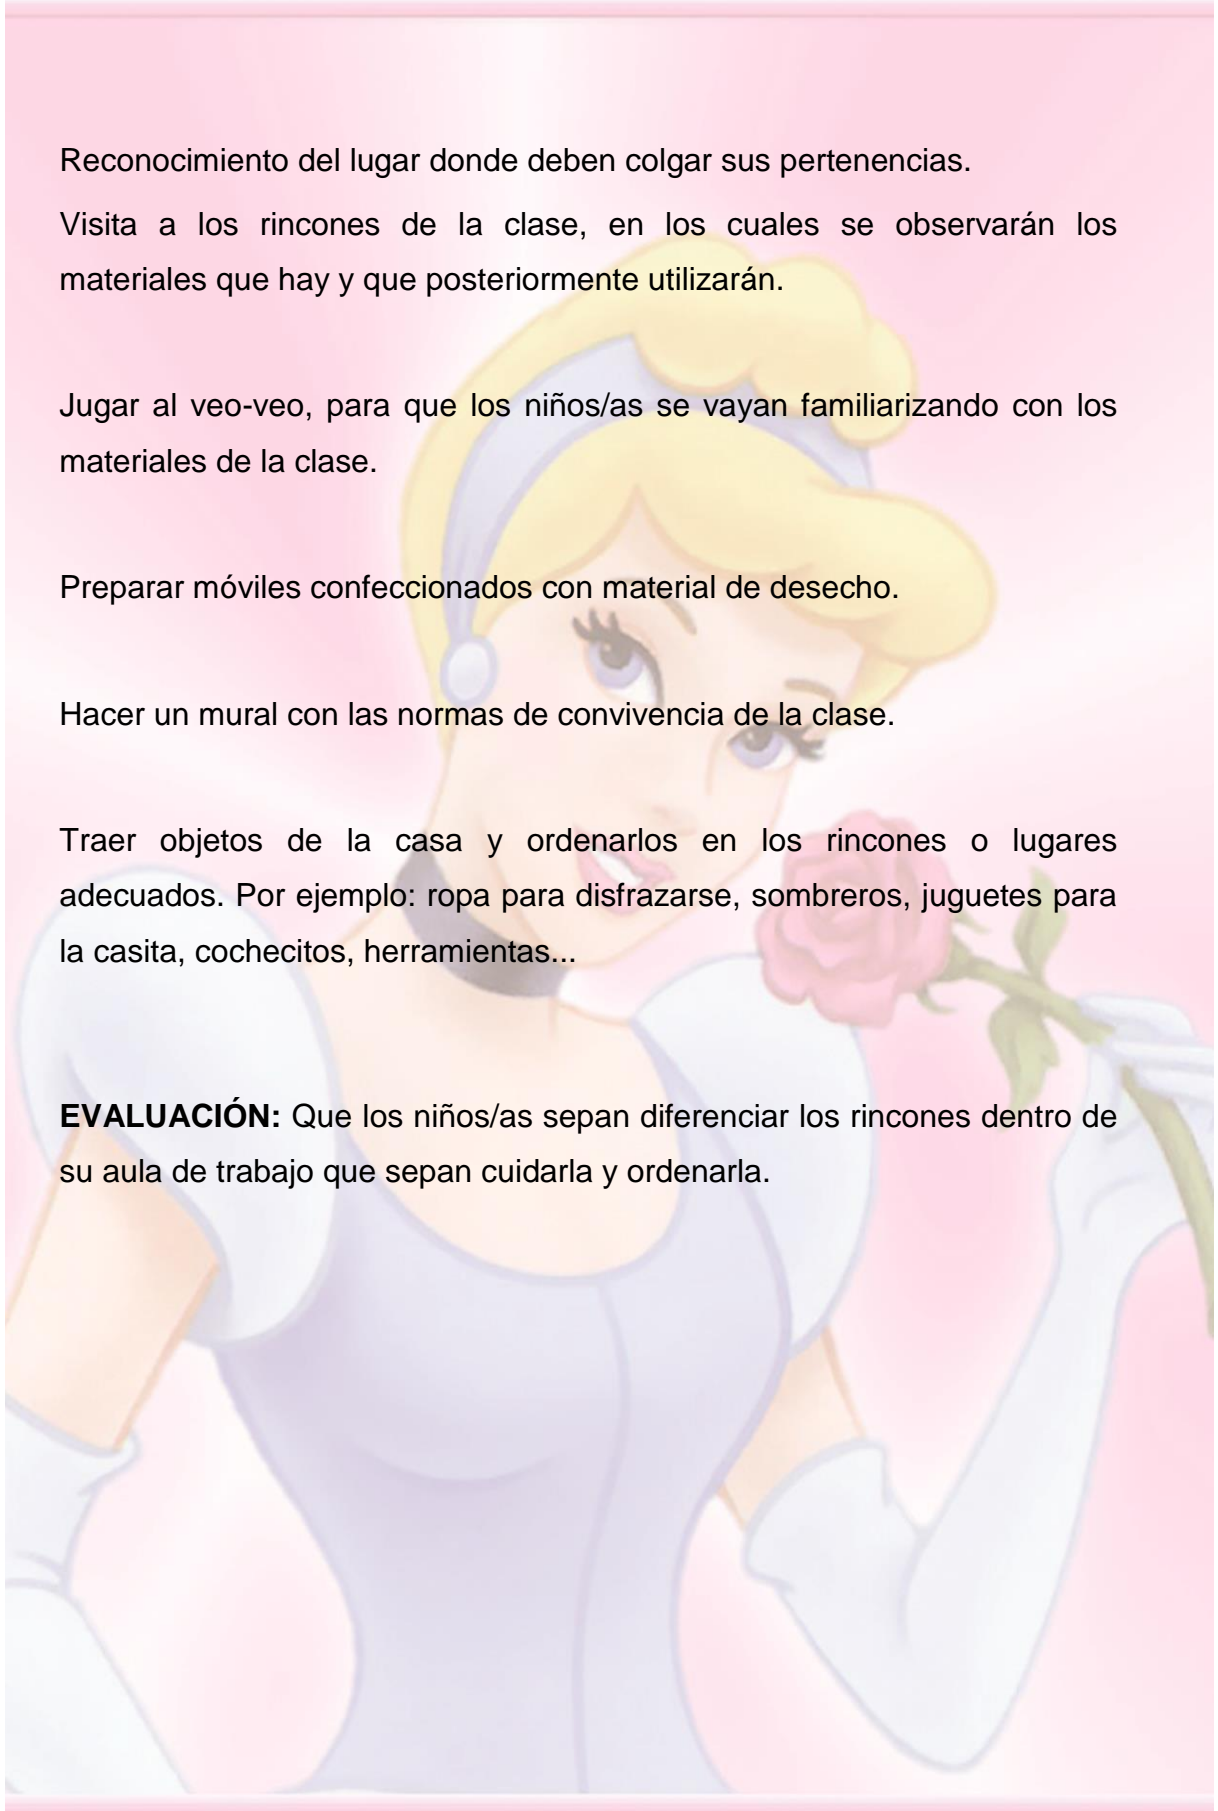 Reconocimiento del lugar donde deben colgar sus pertenencias.
Visita a los rincones de la clase, en los cuales se observarán los
materiales que hay y que posteriormente utilizarán.
Jugar al veo-veo, para que los niños/as se vayan familiarizando con los
materiales de la clase.
Preparar móviles confeccionados con material de desecho.
Hacer un mural con las normas de convivencia de la clase.
Traer objetos de la casa y ordenarlos en los rincones o lugares
adecuados. Por ejemplo: ropa para disfrazarse, sombreros, juguetes para
la casita, cochecitos, herramientas...
EVALUACIÓN: Que los niños/as sepan diferenciar los rincones dentro de
su aula de trabajo que sepan cuidarla y ordenarla.